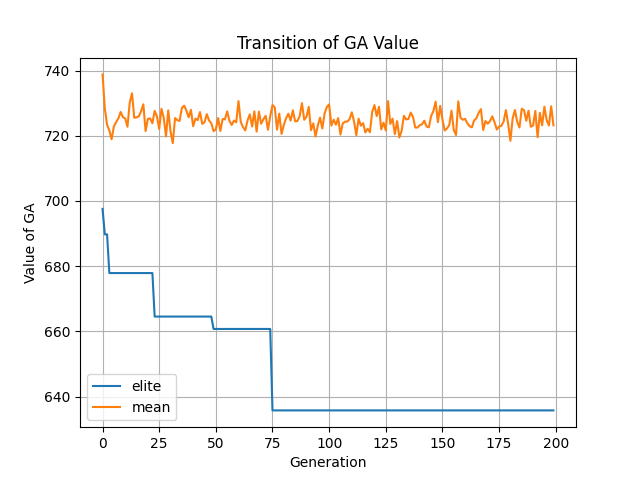 Transition of GA Value
Value of GA
740
720
700
680
660
640
elite
mean
0 25 50 75 100 125 150 175 200
Generation